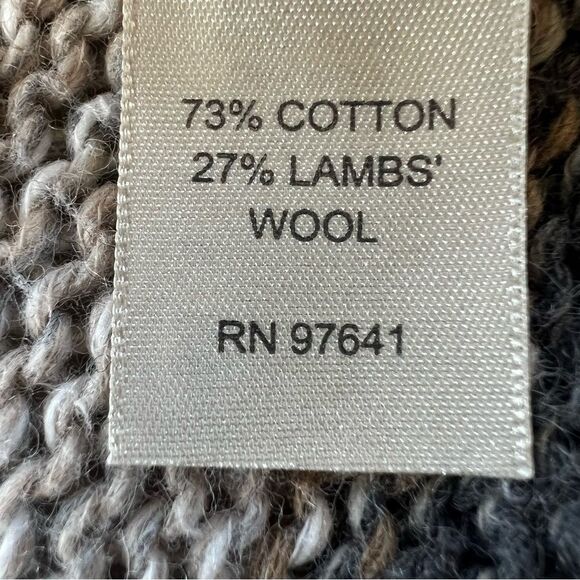 73% COTTON
27% LAMBS'
WOOL
RN 97641